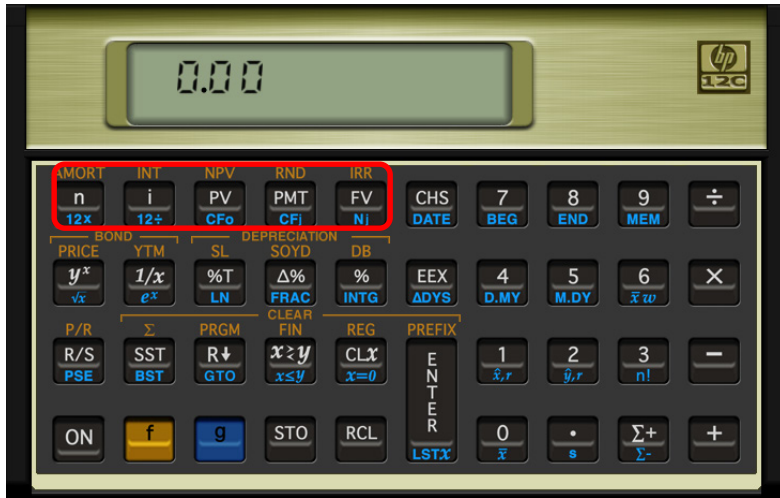 0.00
hp
12C
AMORT INT NPV RND IRR
n i PV PMT FV CHS 7 8 9 ÷
12x 12÷ CFo CFj Nj DATE BEG END MEM
BOND DEPRECIATION
PRICE YTM SL SOYD DB
yˣ 1/x %T Δ% % EEX 4 5 6 ×
√x eˣ LN FRAC INTG ΔDYS D.MY M.DY x̄w
CLEAR
P/R Σ PRGM FIN REG PREFIX
R/S SST R↓ x≷y CLx ENTER 1 2 3 −
PSE BST GTO x≤y x=0 x̂,r ŷ,r n!
ON f g STO RCL 0 · Σ+ +
LSTx x̄ s Σ-